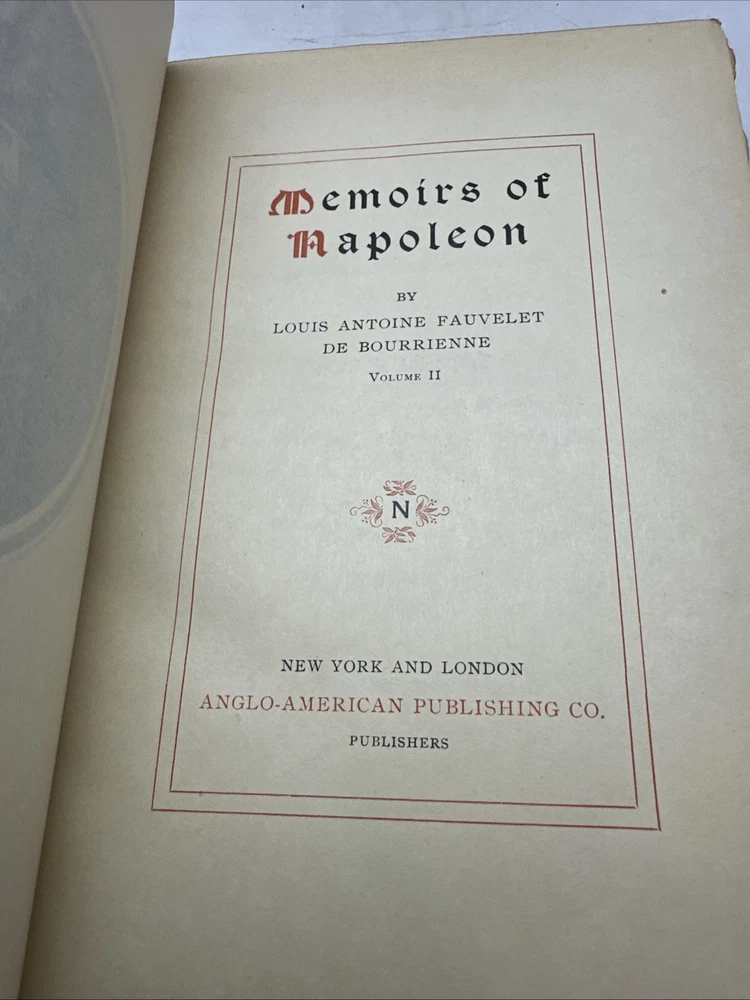 Memoirs of
Napoleon
BY
LOUIS ANTOINE FAUVELET
DE BOURRIENNE
VOLUME II
N
NEW YORK AND LONDON
ANGLO-AMERICAN PUBLISHING CO.
PUBLISHERS